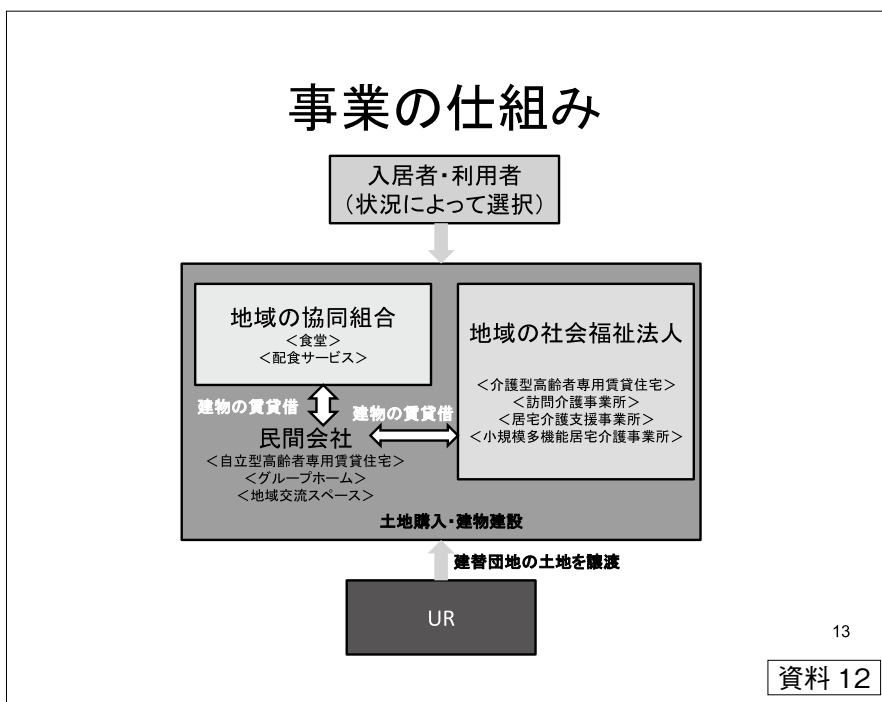 事業の仕組み
入居者・利用者
(状況によって選択)
地域の協同組合
<食堂>
<配食サービス>
地域の社会福祉法人
<介護型高齢者専用賃貸住宅>
<訪問介護事業所>
<居宅介護支援事業所>
<小規模多機能居宅介護事業所>
建物の賃貸借
建物の賃貸借
民間会社
<自立型高齢者専用賃貸住宅>
<グループホーム>
<地域交流スペース>
土地購入・建物建設
建替団地の土地を譲渡
UR
13
資料 12